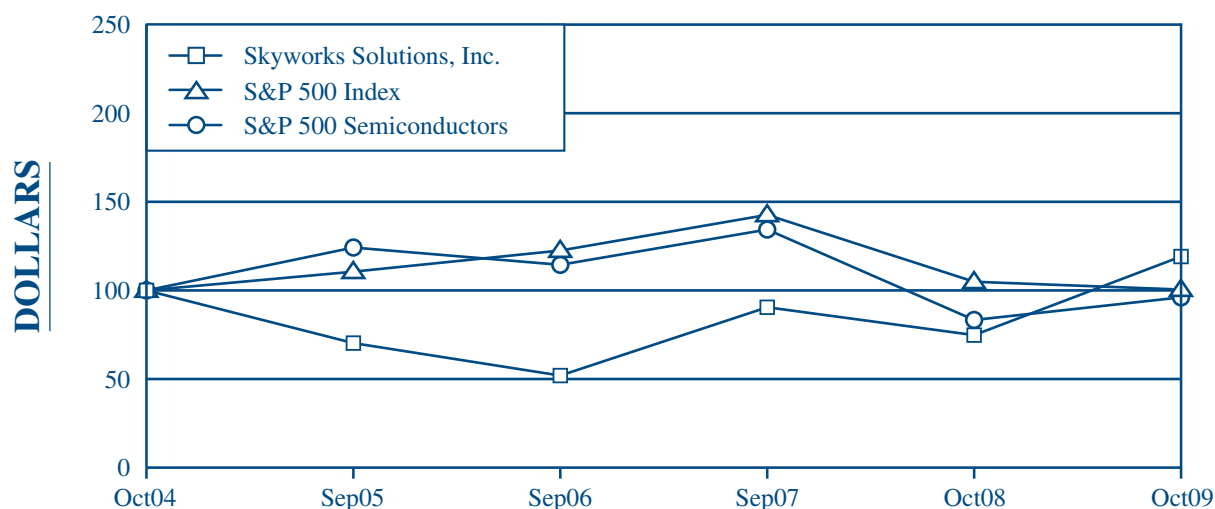 250
200
150
100
50
0
DOLLARS
Skyworks Solutions, Inc.
S&P 500 Index
S&P 500 Semiconductors
Oct04 Sep05 Sep06 Sep07 Oct08 Oct09